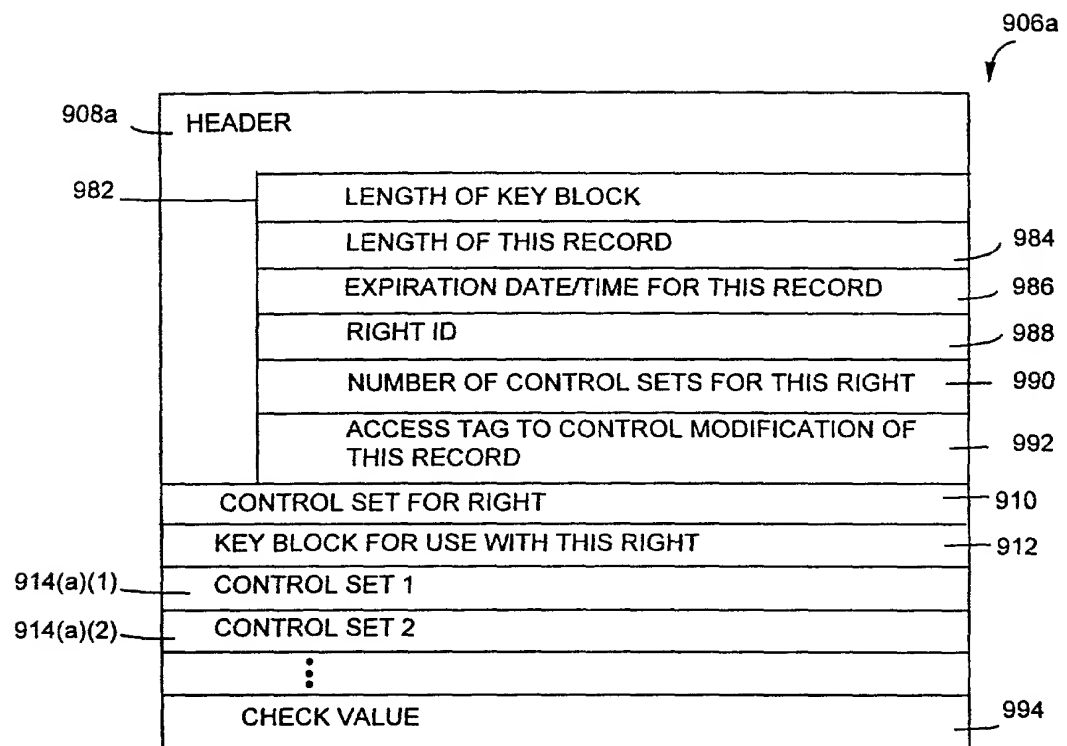 906a
908a
HEADER
982
LENGTH OF KEY BLOCK
LENGTH OF THIS RECORD
984
EXPIRATION DATE/TIME FOR THIS RECORD
986
RIGHT ID
988
NUMBER OF CONTROL SETS FOR THIS RIGHT
990
ACCESS TAG TO CONTROL MODIFICATION OF
THIS RECORD
992
CONTROL SET FOR RIGHT
910
KEY BLOCK FOR USE WITH THIS RIGHT
912
914(a)(1)
CONTROL SET 1
914(a)(2)
CONTROL SET 2
CHECK VALUE
994